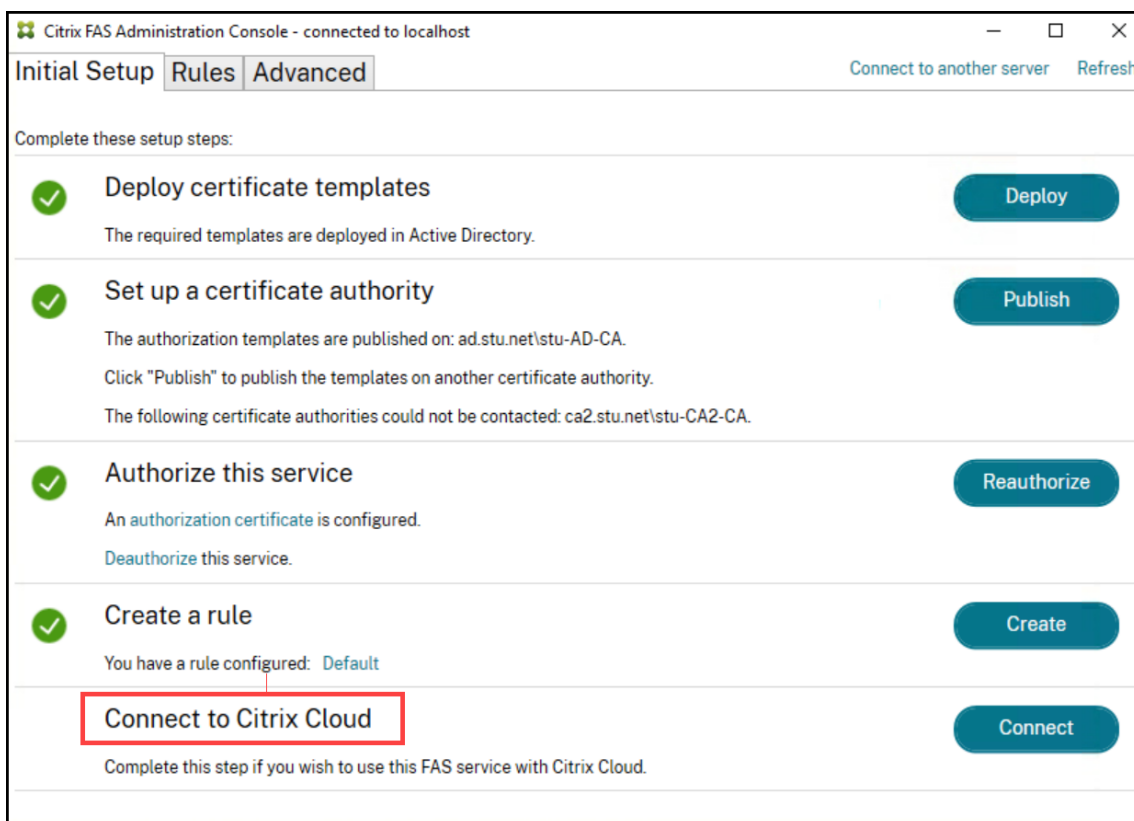 Citrix FAS Administration Console - connected to localhost
Initial Setup Rules Advanced Connect to another server Refresh
Complete these setup steps:
Deploy certificate templates
Deploy
The required templates are deployed in Active Directory.
Set up a certificate authority
Publish
The authorization templates are published on: ad.stu.net\stu-AD-CA.
Click "Publish" to publish the templates on another certificate authority.
The following certificate authorities could not be contacted: ca2.stu.net\stu-CA2-CA.
Authorize this service
Reauthorize
An authorization certificate is configured.
Deauthorize this service.
Create a rule
Create
You have a rule configured: Default
Connect to Citrix Cloud
Connect
Complete this step if you wish to use this FAS service with Citrix Cloud.